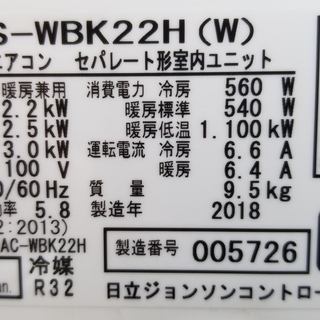 S-WBK22H(W)
エアコン セパレート形室内ユニット
暖房兼用 消費電力 冷房 560 W
2.2 kW 暖房標準 540 W
2.5 kW 暖房低温 1.100 kW
3.0 kW 運転電流 冷房 6.6 A
100 V 暖房 6.4 A
0/60 Hz 質量 9.5kg
率 5.8 製造年 2018
2:2013)
AC-WBK22H 製造番号 005726
冷媒
an. R32 日立ジョンソンコントロー